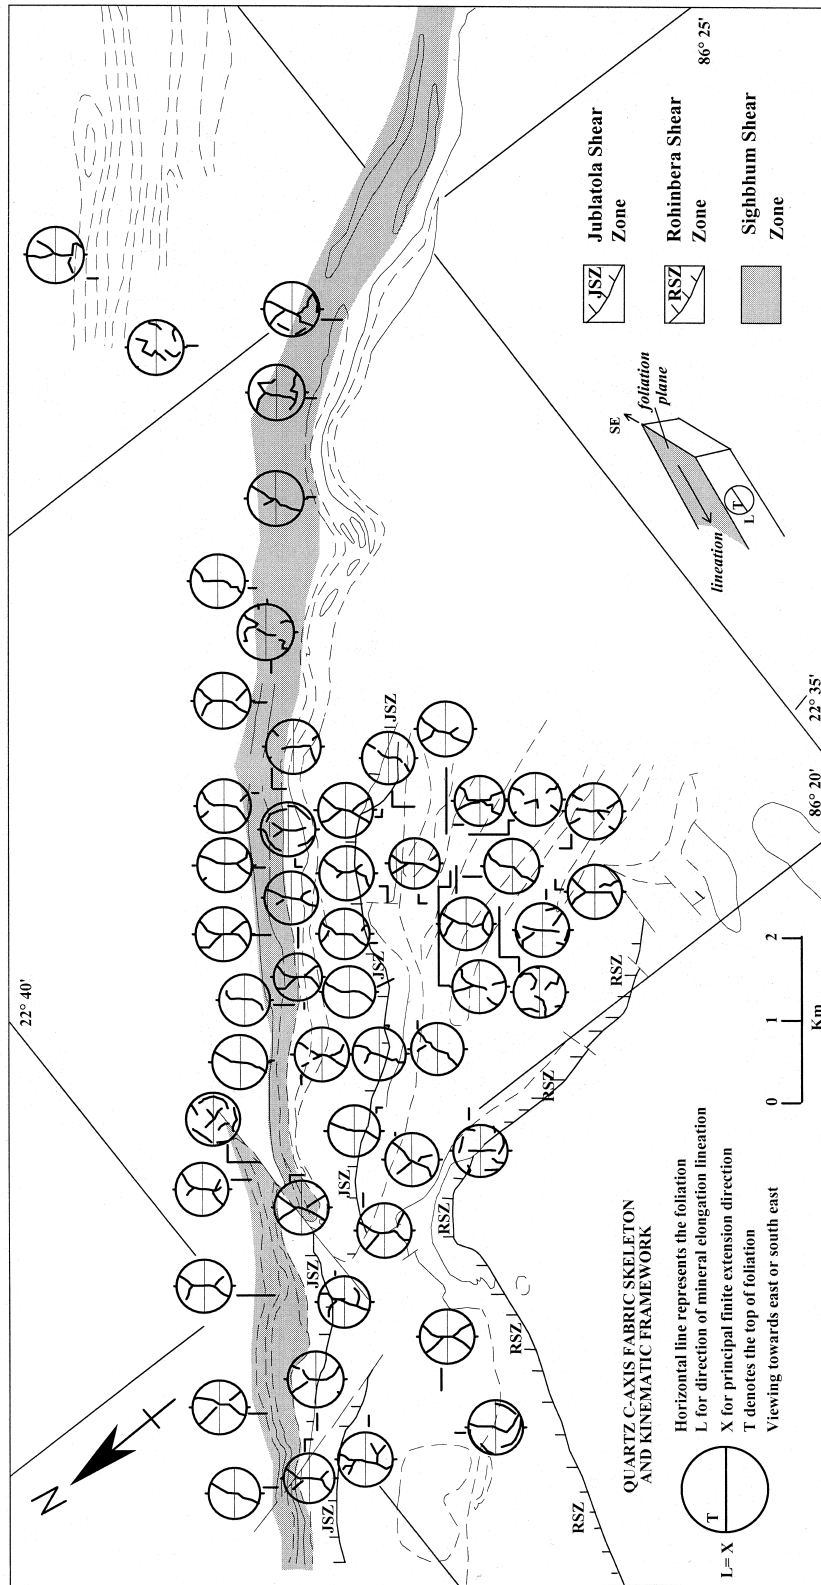 N
22° 40'
86° 25'
22° 35'
86° 20'
JSZ
JSZ
JSZ
JSZ
JSZ
RSZ
RSZ
RSZ
RSZ
RSZ
JSZ
Jublatola Shear
Zone
RSZ
Rohinbera Shear
Zone
Sighbhum Shear
Zone
SE
foliation
plane
lineation
L
T
0 1 2
Km
QUARTZ C-AXIS FABRIC SKELETON
AND KINEMATIC FRAMEWORK
L=X
T
Horizontal line represents the foliation
L for direction of mineral elongation lineation
X for principal finite extension direction
T denotes the top of foliation
Viewing towards east or south east